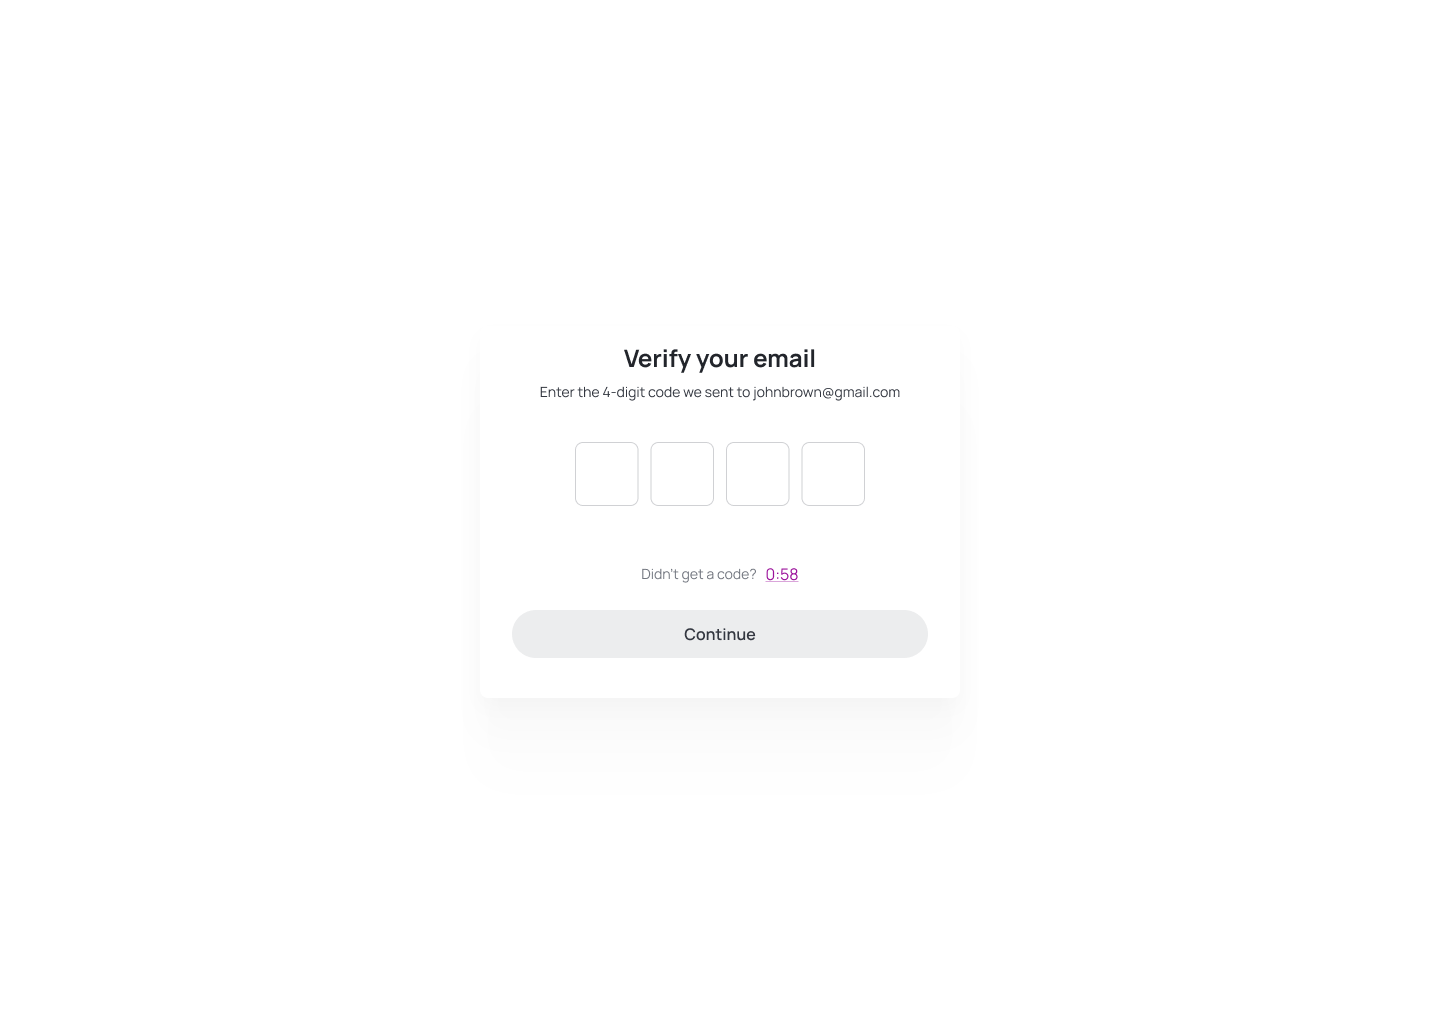 Verify your email
Enter the 4-digit code we sent to johnbrown@gmail.com
Didn't get a code? 0:58
Continue